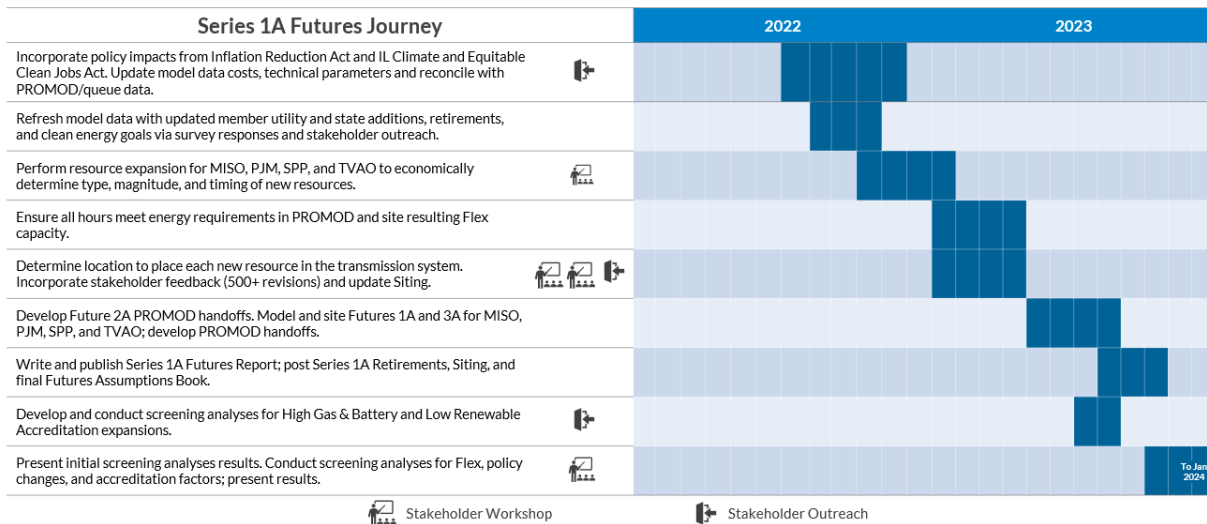 Series 1A Futures Journey
2022
2023
Incorporate policy impacts from Inflation Reduction Act and IL Climate and Equitable
Clean Jobs Act. Update model data costs, technical parameters and reconcile with
PROMOD/queue data.
Refresh model data with updated member utility and state additions, retirements,
and clean energy goals via survey responses and stakeholder outreach.
Perform resource expansion for MISO, PJM, SPP, and TVAO to economically
determine type, magnitude, and timing of new resources.
Ensure all hours meet energy requirements in PROMOD and site resulting Flex
capacity.
Determine location to place each new resource in the transmission system.
Incorporate stakeholder feedback (500+ revisions) and update Siting.
Develop Future 2A PROMOD handoffs. Model and site Futures 1A and 3A for MISO,
PJM, SPP, and TVAO; develop PROMOD handoffs.
Write and publish Series 1A Futures Report; post Series 1A Retirements, Siting, and
final Futures Assumptions Book.
Develop and conduct screening analyses for High Gas & Battery and Low Renewable
Accreditation expansions.
Present initial screening analyses results. Conduct screening analyses for Flex, policy
changes, and accreditation factors; present results.
To Jan
2024
Stakeholder Workshop
Stakeholder Outreach